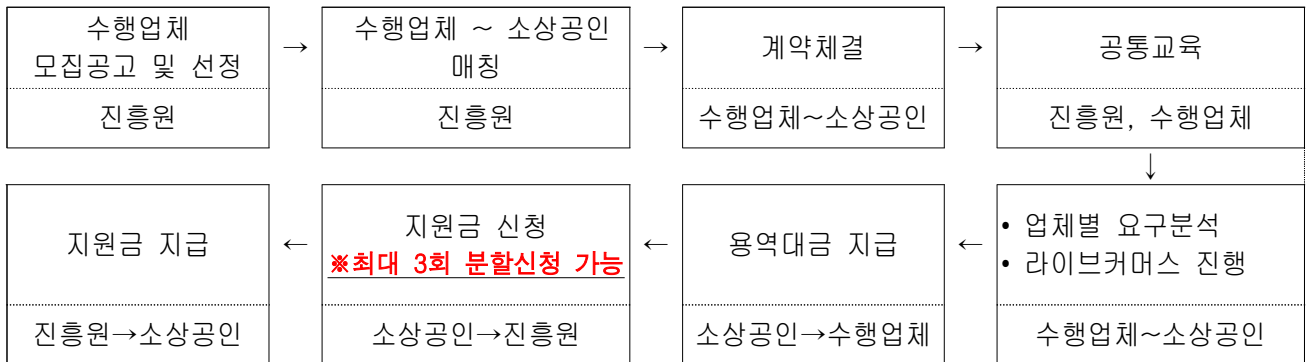 수행업체
모집공고 및 선정
진흥원
→
수행업체 ~ 소상공인
매칭
진흥원
→
계약체결
수행업체~소상공인
→
공통교육
진흥원, 수행업체
↓
• 업체별 요구분석
• 라이브커머스 진행
수행업체~소상공인
←
용역대금 지급
소상공인→수행업체
←
지원금 신청
※최대 3회 분할신청 가능
소상공인→진흥원
←
지원금 지급
진흥원→소상공인